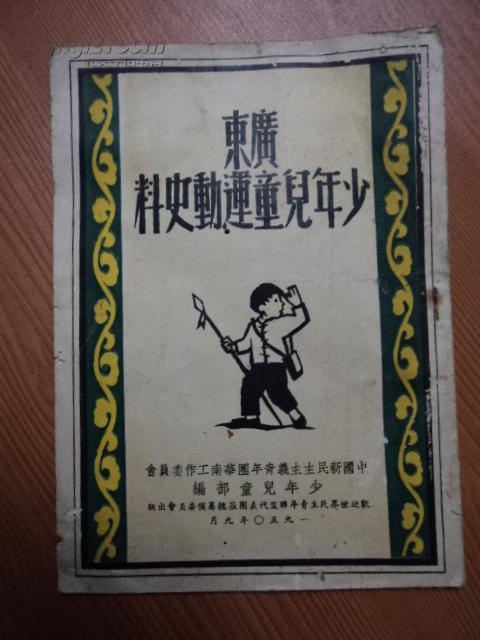 廣東
少年兒童運動史料
中國新民主主義青年團華南工作委員會
少年兒童部編
歡迎世界民主青年聯盟代表團蒞穗籌備委員會出版
一九五〇年九月